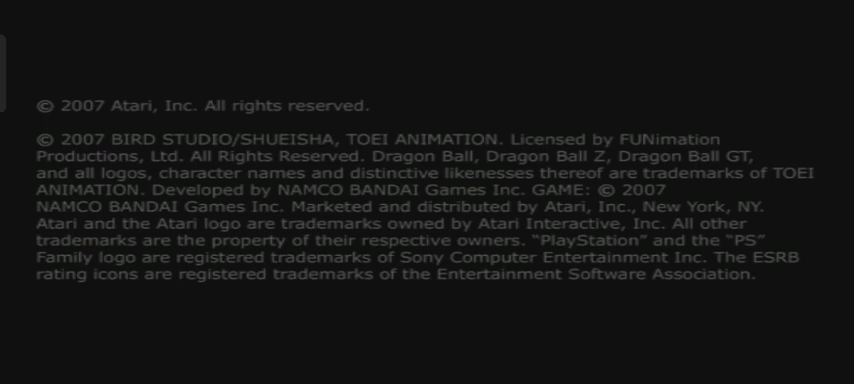 © 2007 Atari, Inc. All rights reserved.
© 2007 BIRD STUDIO/SHUEISHA, TOEI ANIMATION. Licensed by FUNimation
Productions, Ltd. All Rights Reserved. Dragon Ball, Dragon Ball Z, Dragon Ball GT,
and all logos, character names and distinctive likenesses thereof are trademarks of TOEI
ANIMATION. Developed by NAMCO BANDAI Games Inc. GAME: © 2007
NAMCO BANDAI Games Inc. Marketed and distributed by Atari, Inc., New York, NY.
Atari and the Atari logo are trademarks owned by Atari Interactive, Inc. All other
trademarks are the property of their respective owners. “PlayStation” and the “PS”
Family logo are registered trademarks of Sony Computer Entertainment Inc. The ESRB
rating icons are registered trademarks of the Entertainment Software Association.